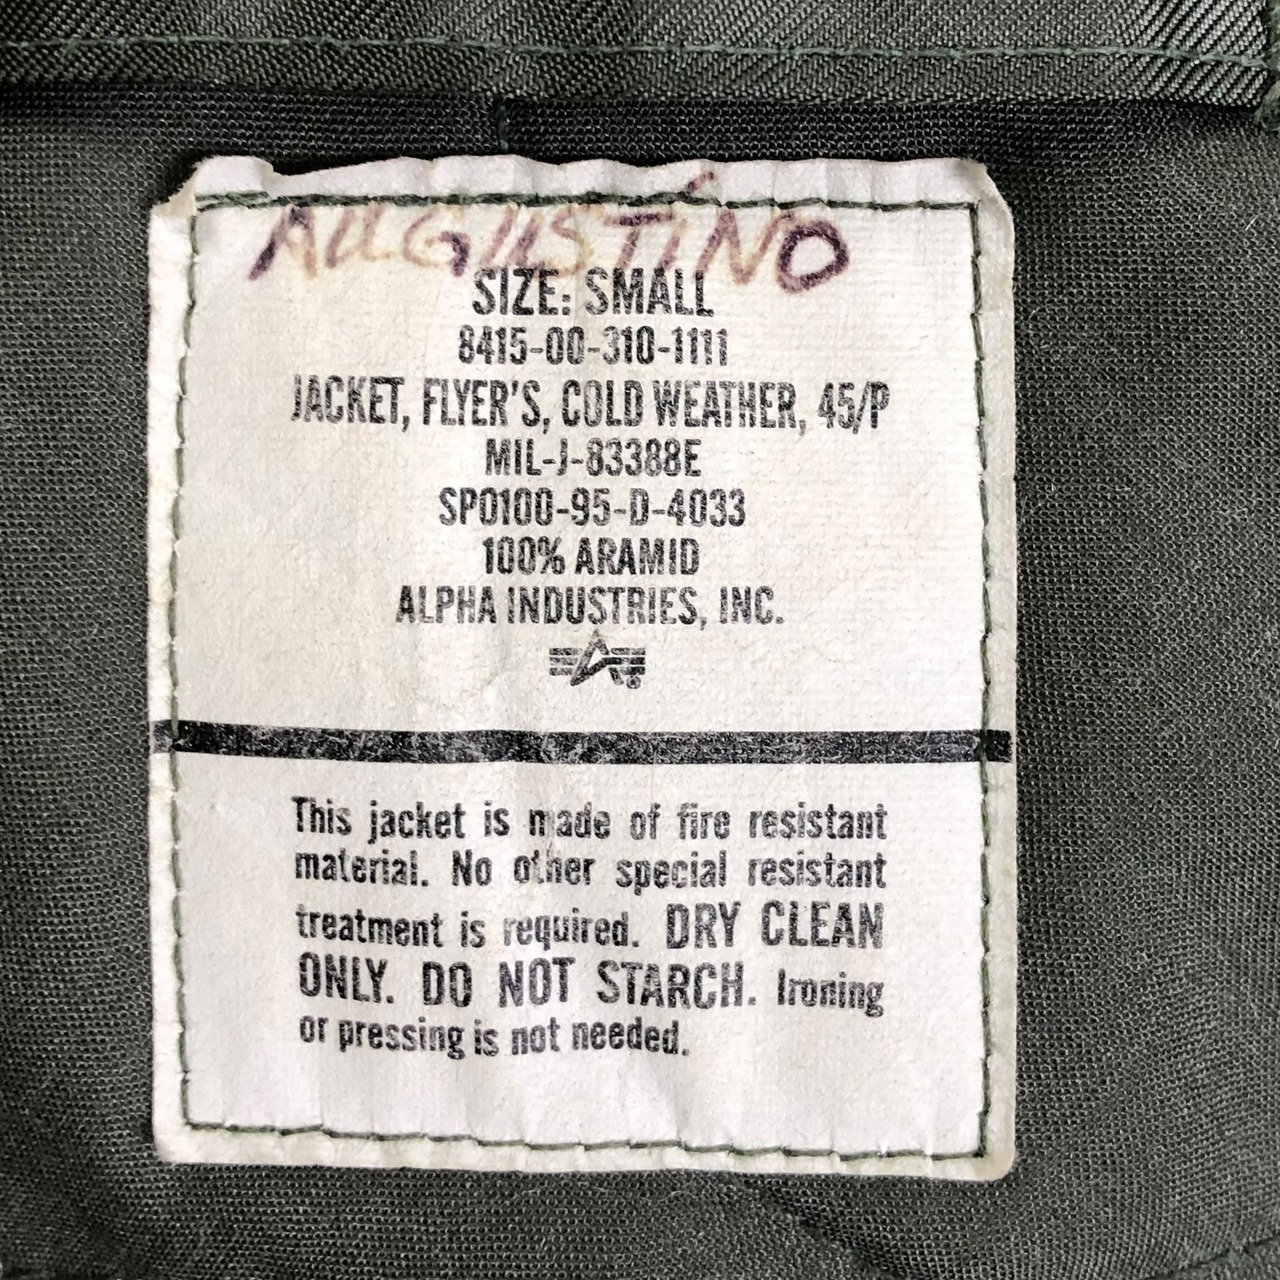 AUGUSTINO
SIZE: SMALL
8415-00-310-1111
JACKET, FLYER'S, COLD WEATHER, 45/P
MIL-J-83388E
SPO100-95-D-4033
100% ARAMID
ALPHA INDUSTRIES, INC.
This jacket is made of fire resistant
material. No other special resistant
treatment is required. DRY CLEAN
ONLY. DO NOT STARCH. Ironing
or pressing is not needed.